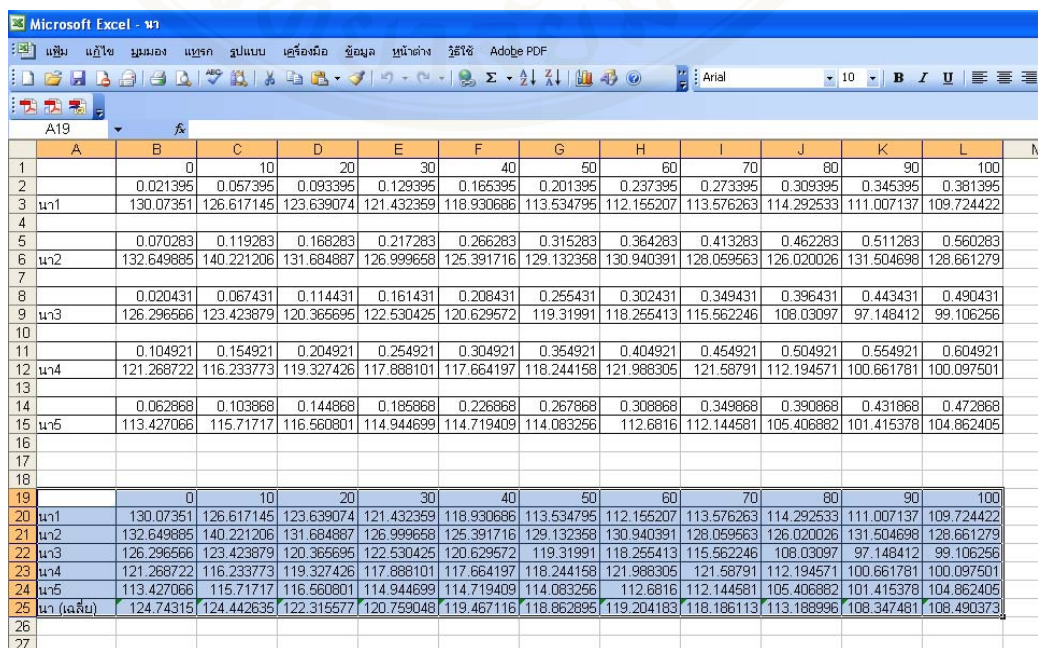 Microsoft Excel - นา
แฟ้ม แก้ไข มุมมอง แทรก รูปแบบ เครื่องมือ ข้อมูล หน้าต่าง วิธีใช้ Adobe PDF
Arial 10 B I U
A19 fx
A B C D E F G H I J K L
1 0 10 20 30 40 50 60 70 80 90 100
2 0.021395 0.057395 0.093395 0.129395 0.165395 0.201395 0.237395 0.273395 0.309395 0.345395 0.381395
3 นา1 130.07351 126.617145 123.639074 121.432359 118.930686 113.534795 112.155207 113.576263 114.292533 111.007137 109.724422
4
5 0.070283 0.119283 0.168283 0.217283 0.266283 0.315283 0.364283 0.413283 0.462283 0.511283 0.560283
6 นา2 132.649885 140.221206 131.684887 126.999658 125.391716 129.132358 130.940391 128.059563 126.020026 131.504698 128.661279
7
8 0.020431 0.067431 0.114431 0.161431 0.208431 0.255431 0.302431 0.349431 0.396431 0.443431 0.490431
9 นา3 126.296566 123.423879 120.365695 122.530425 120.629572 119.31991 118.255413 115.562246 108.03097 97.148412 99.106256
10
11 0.104921 0.154921 0.204921 0.254921 0.304921 0.354921 0.404921 0.454921 0.504921 0.554921 0.604921
12 นา4 121.268722 116.233773 119.327426 117.888101 117.664197 118.244158 121.988305 121.58791 112.194571 100.661781 100.097501
13
14 0.062868 0.103868 0.144868 0.185868 0.226868 0.267868 0.308868 0.349868 0.390868 0.431868 0.472868
15 นา5 113.427066 115.71717 116.560801 114.944699 114.719409 114.083256 112.6816 112.144581 105.406882 101.415378 104.862405
16
17
18
19 0 10 20 30 40 50 60 70 80 90 100
20 นา1 130.07351 126.617145 123.639074 121.432359 118.930686 113.534795 112.155207 113.576263 114.292533 111.007137 109.724422
21 นา2 132.649885 140.221206 131.684887 126.999658 125.391716 129.132358 130.940391 128.059563 126.020026 131.504698 128.661279
22 นา3 126.296566 123.423879 120.365695 122.530425 120.629572 119.31991 118.255413 115.562246 108.03097 97.148412 99.106256
23 นา4 121.268722 116.233773 119.327426 117.888101 117.664197 118.244158 121.988305 121.58791 112.194571 100.661781 100.097501
24 นา5 113.427066 115.71717 116.560801 114.944699 114.719409 114.083256 112.6816 112.144581 105.406882 101.415378 104.862405
25 นา (เฉลี่ย) 124.74315 124.442635 122.315577 120.759048 119.467116 118.862895 119.204183 118.186113 113.188996 108.347481 108.490373
26
27